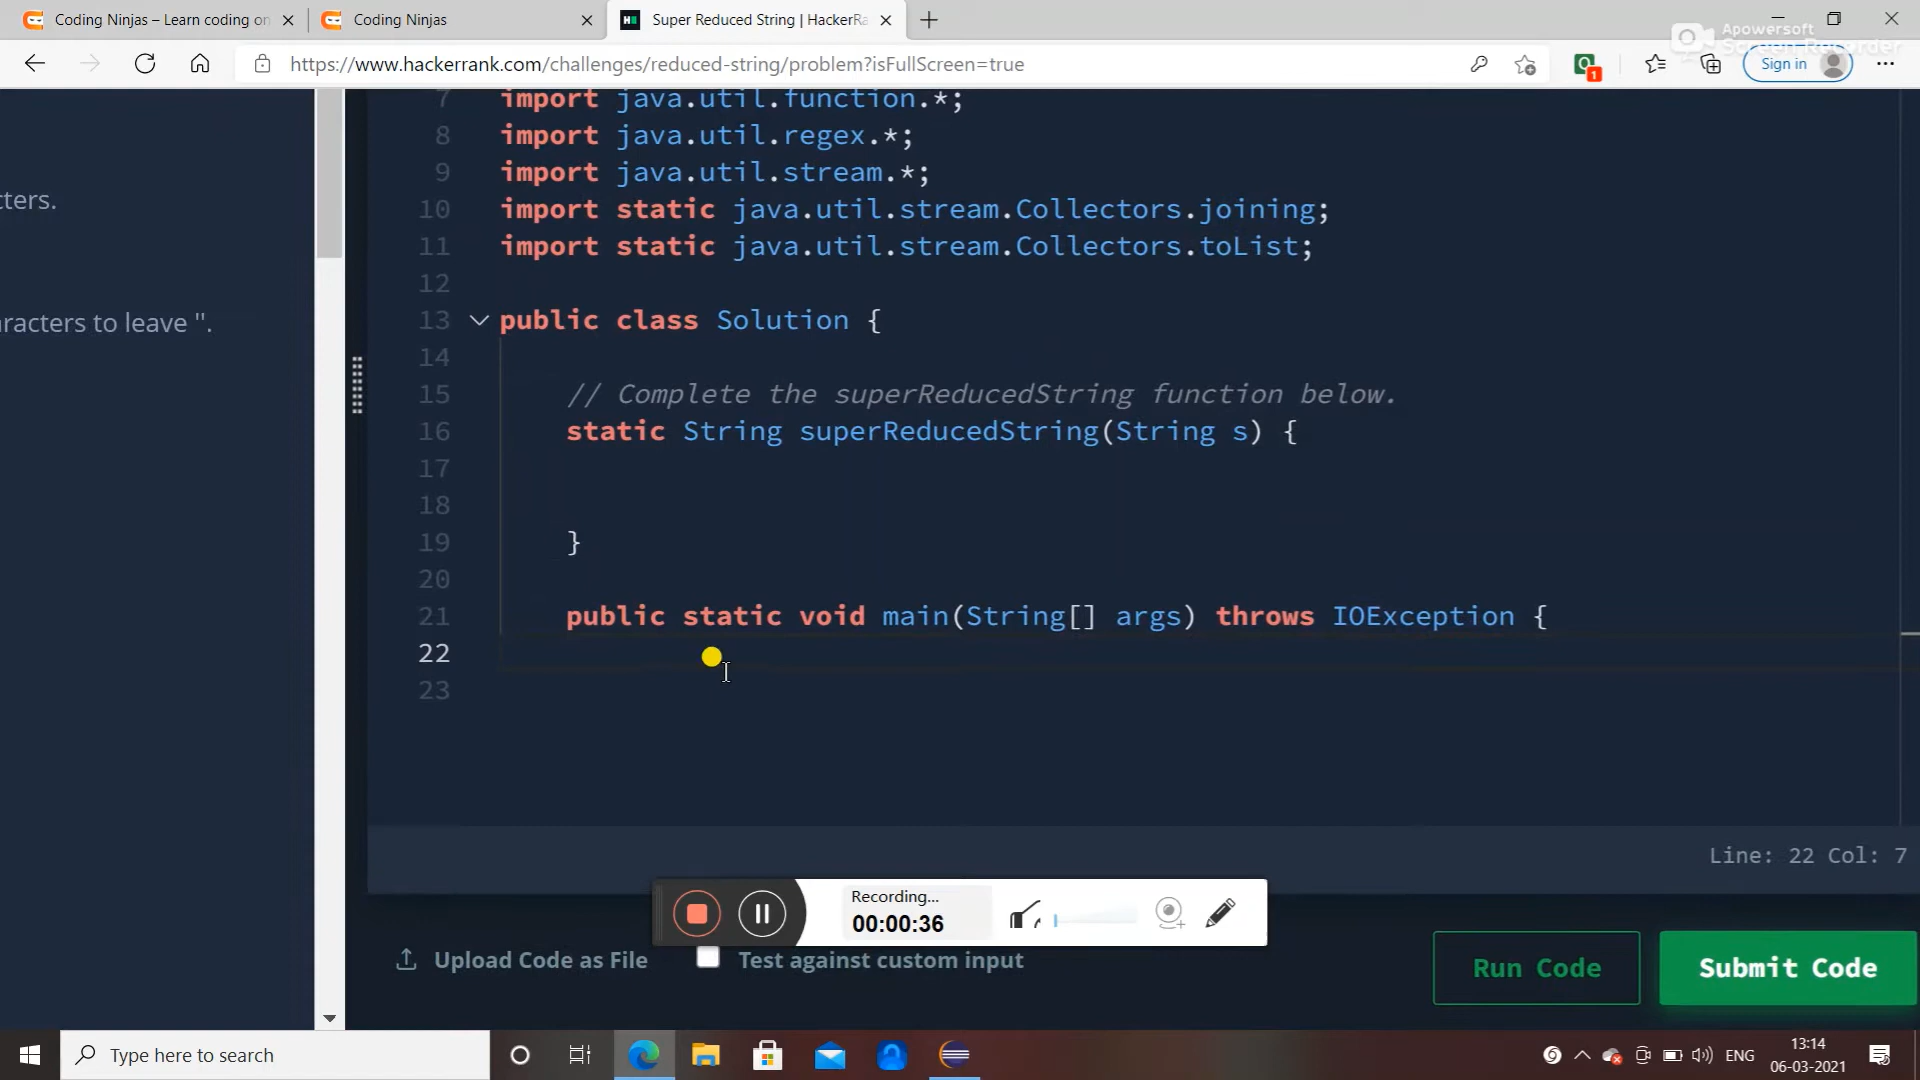 Coding Ninjas – Learn coding on
Coding Ninjas
Super Reduced String | HackerRa
Apowersoft
Screen Recorder
https://www.hackerrank.com/challenges/reduced-string/problem?isFullScreen=true
1
Sign in
7 import java.util.function.*;
8 import java.util.regex.*;
9 import java.util.stream.*;
cters.
10 import static java.util.stream.Collectors.joining;
11 import static java.util.stream.Collectors.toList;
12
13 public class Solution {
aracters to leave ''.
14
15 // Complete the superReducedString function below.
16 static String superReducedString(String s) {
17
18
19 }
20
21 public static void main(String[] args) throws IOException {
22
23
Line: 22 Col: 7
Recording...
00:00:36
Upload Code as File
Test against custom input
Run Code
Submit Code
Type here to search
ENG
13:14
06-03-2021